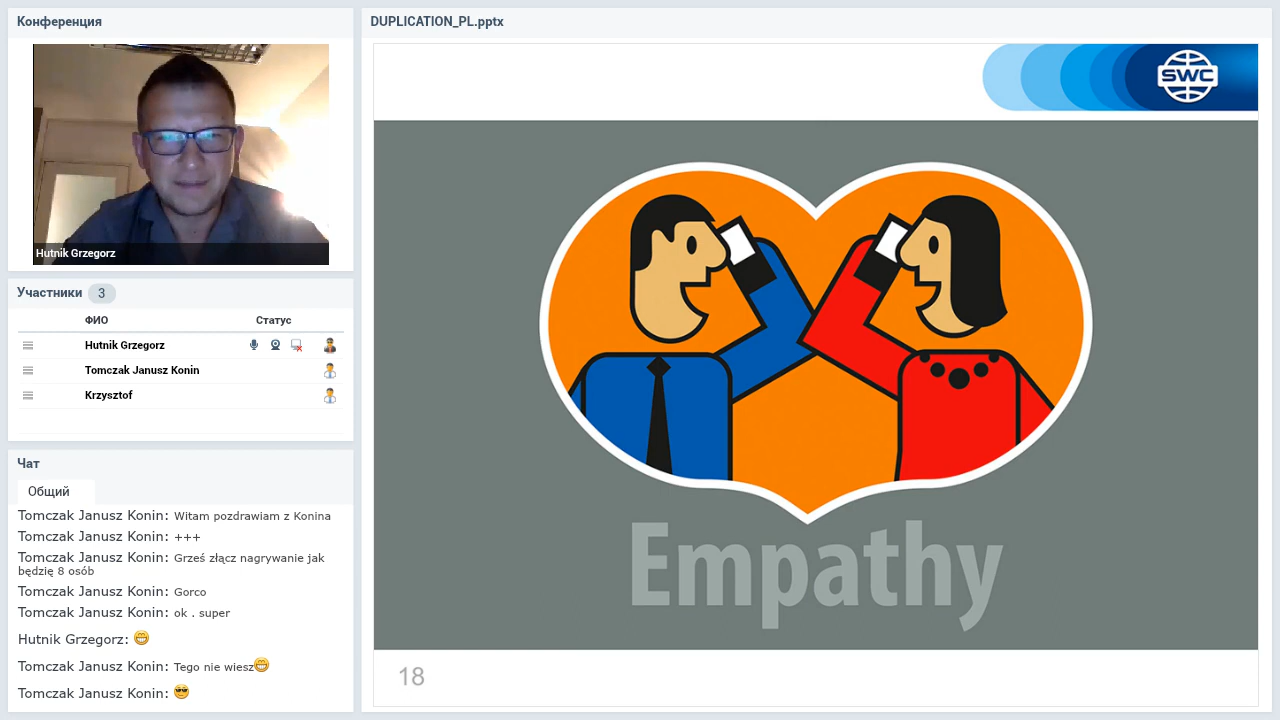 Конференция
Hutnik Grzegorz
Участники 3
ФИО Статус
Hutnik Grzegorz
Tomczak Janusz Konin
Krzysztof
Чат
Общий
Tomczak Janusz Konin: Witam pozdrawiam z Konina
Tomczak Janusz Konin: +++
Tomczak Janusz Konin: Grześ złącz nagrywanie jak
będzię 8 osób
Tomczak Janusz Konin: Gorco
Tomczak Janusz Konin: ok . super
Hutnik Grzegorz:
Tomczak Janusz Konin: Tego nie wiesz
Tomczak Janusz Konin:
DUPLICATION_PL.pptx
SWC
Empathy
18